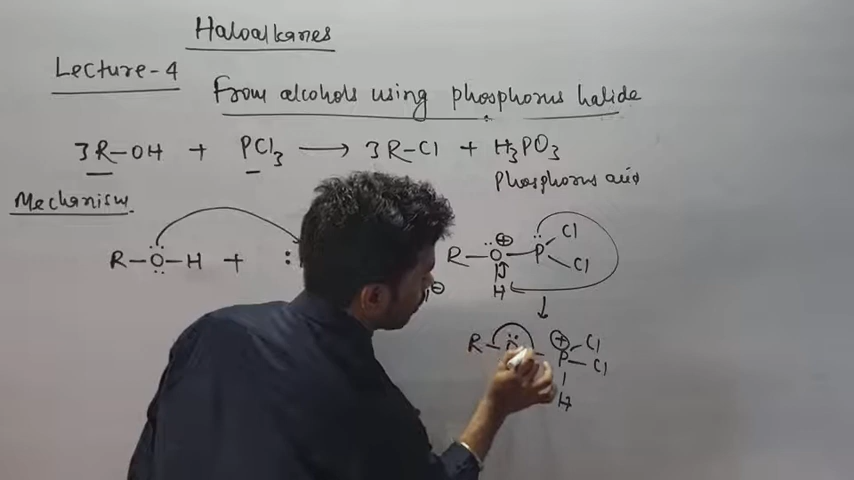 Haloalkanes
Lecture-4
From alcohols using phosphorus halide
3R-OH + PCl3 ⟶ 3R-Cl + H3PO3
Phosphorus acid
Mechanism
R-O-H + :
R-O-P Cl
Cl
H
⊖
⊕
R
⊕
P Cl
Cl
H